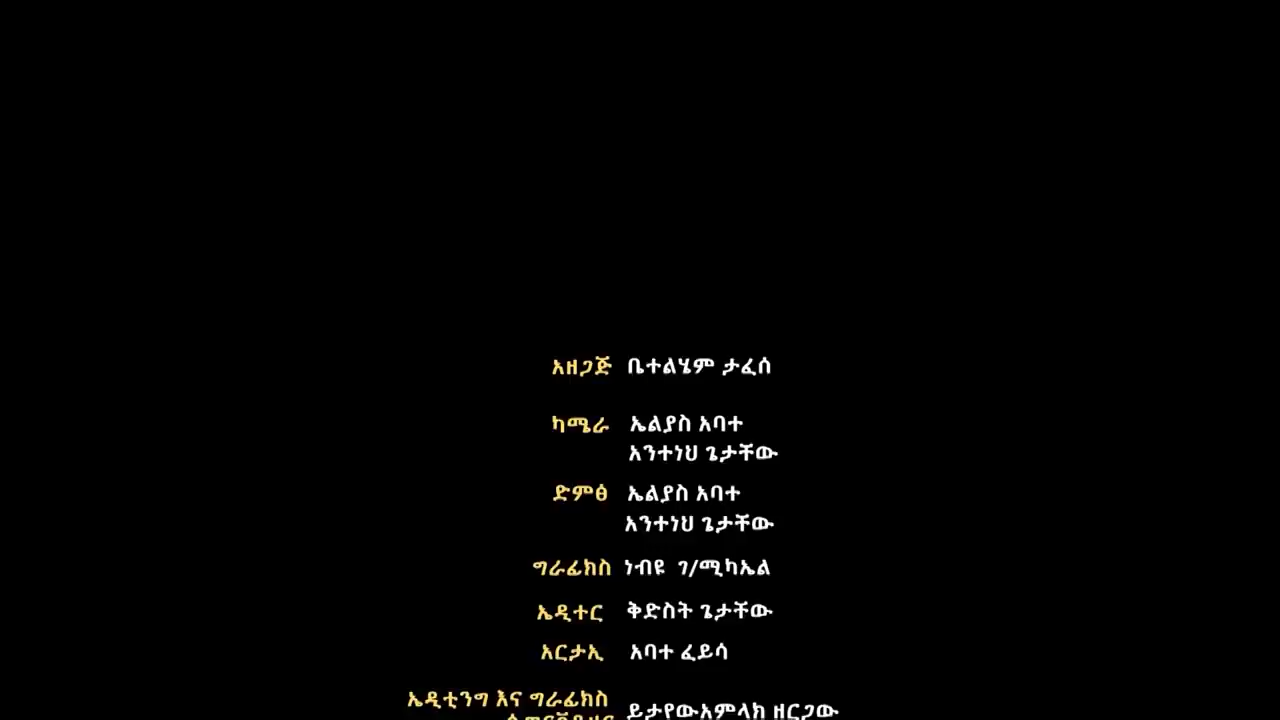 አዘጋጅ ቤተልሄም ታፈሰ
ካሜራ ኤልያስ አባተ
አንተነህ ጌታቸው
ድምፅ ኤልያስ አባተ
አንተነህ ጌታቸው
ግራፊክስ ነብዩ ገ/ሚካኤል
ኤዲተር ቅድስት ጌታቸው
አርታኢ አባተ ፈይሳ
ኤዲቲንግ እና ግራፊክስ
ይታየውአምላክ ዘርጋው